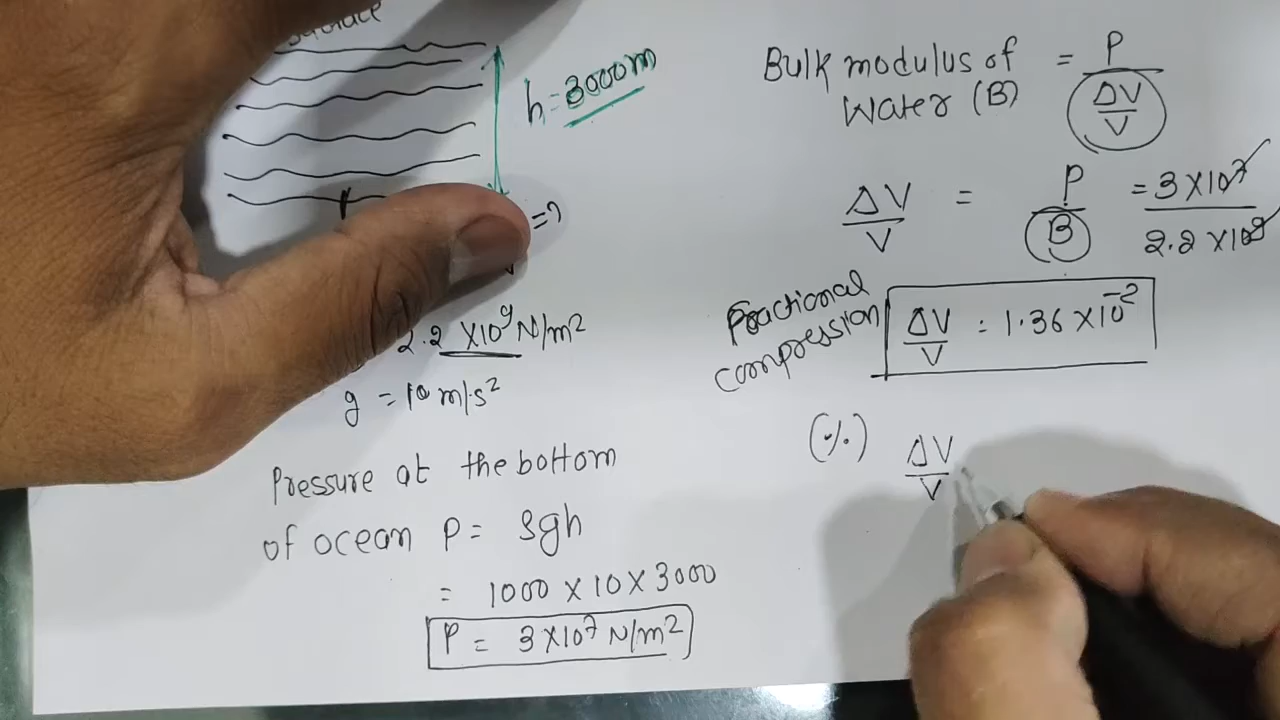 surface
h=3000m
=?
2.2 ×10⁹ N/m²
g = 10 m/s²
Pressure at the bottom
of ocean P = ρgh
= 1000 × 10 × 3000
P = 3×10⁷ N/m²
Bulk modulus of Water (B) = P / (ΔV/V)
ΔV/V = P/B = 3×10⁷ / 2.2×10⁹
Fractional compression ΔV/V = 1.36×10⁻²
(%) ΔV/V